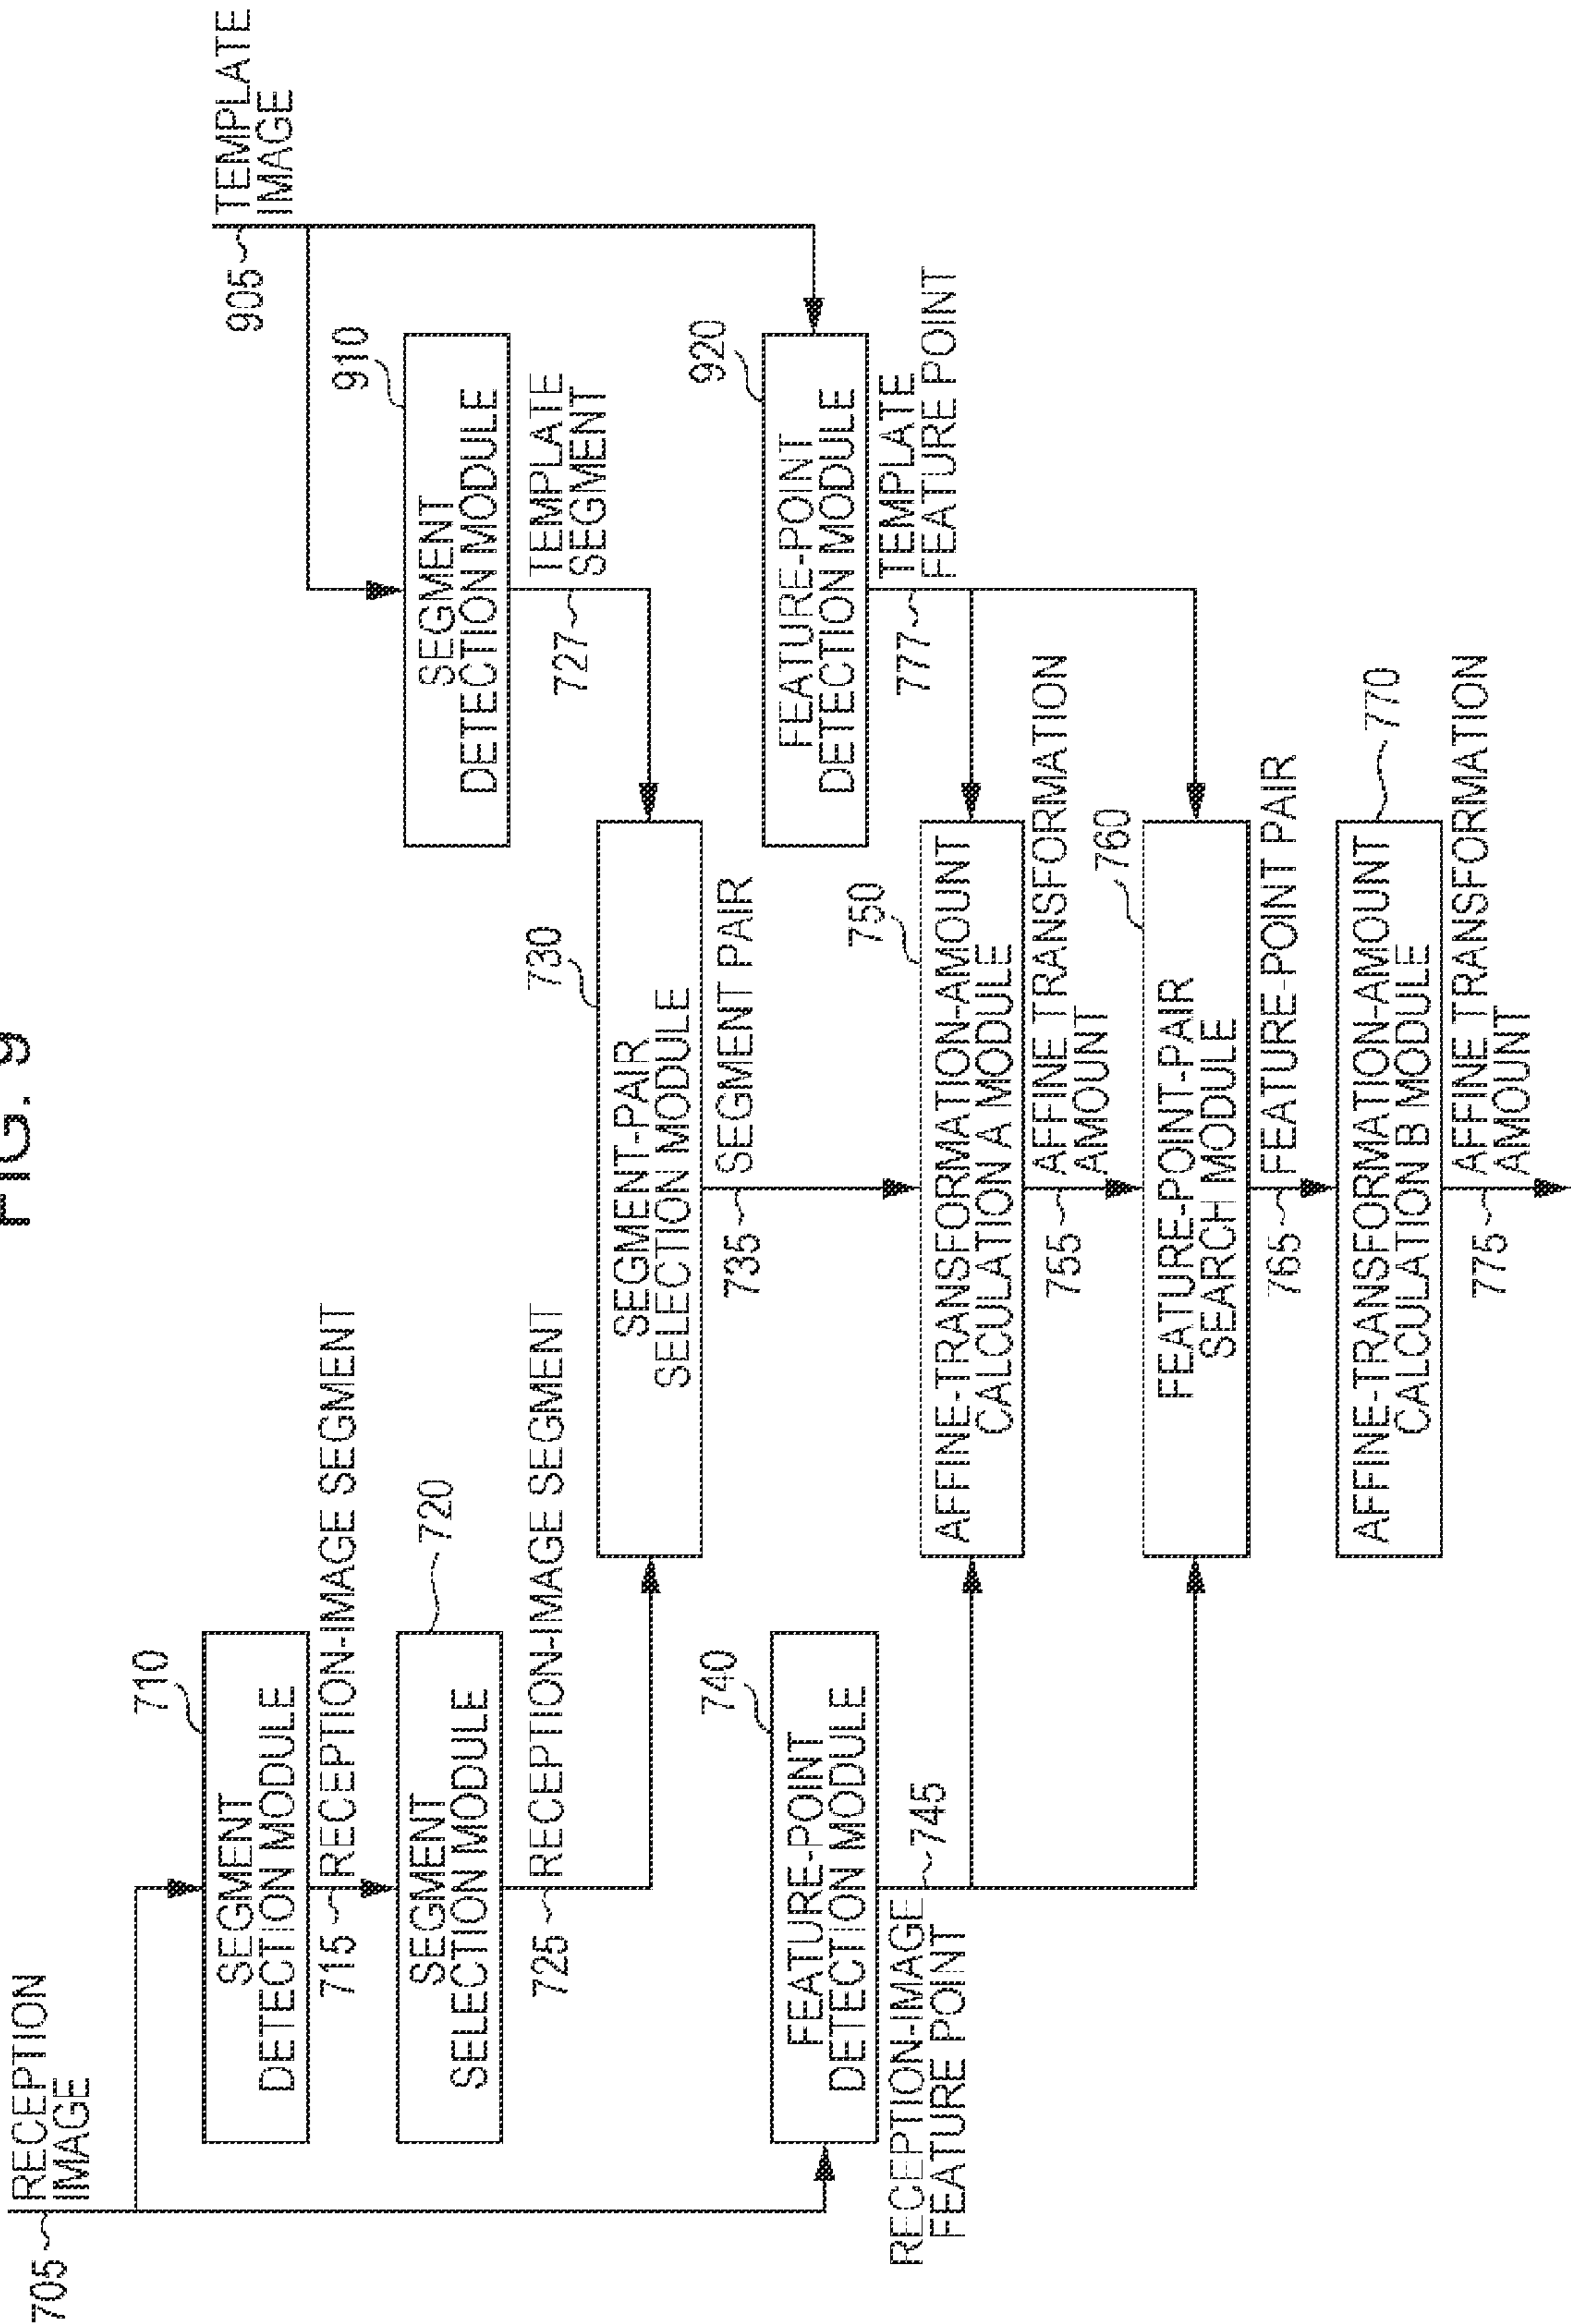 FIG. 9
705
RECEPTION
IMAGE
TEMPLATE
IMAGE
905
710
SEGMENT
DETECTION MODULE
715
RECEPTION-IMAGE SEGMENT
720
SEGMENT
SELECTION MODULE
725
RECEPTION-IMAGE SEGMENT
910
SEGMENT
DETECTION MODULE
727
TEMPLATE
SEGMENT
730
SEGMENT-PAIR
SELECTION MODULE
735
SEGMENT PAIR
740
FEATURE-POINT
DETECTION MODULE
RECEPTION-IMAGE
FEATURE POINT
745
920
FEATURE-POINT
DETECTION MODULE
777
TEMPLATE
FEATURE POINT
750
AFFINE-TRANSFORMATION-AMOUNT
CALCULATION A MODULE
755
AFFINE TRANSFORMATION
AMOUNT
760
FEATURE-POINT-PAIR
SEARCH MODULE
765
FEATURE-POINT PAIR
770
AFFINE-TRANSFORMATION-AMOUNT
CALCULATION B MODULE
775
AFFINE TRANSFORMATION
AMOUNT